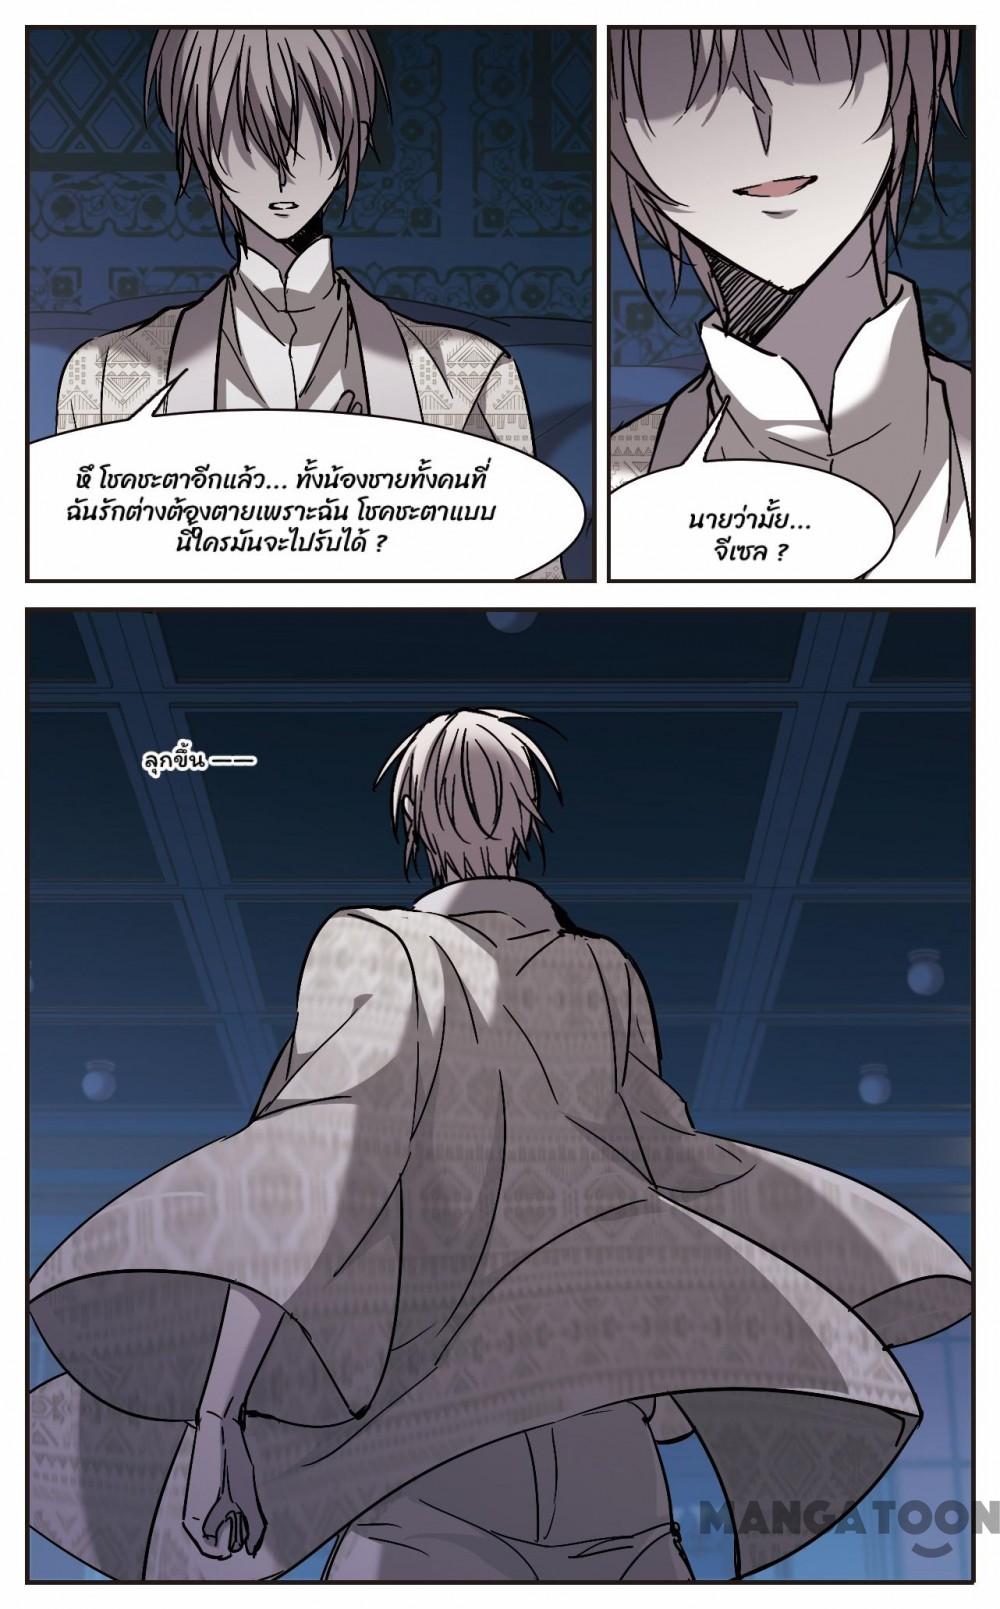 หึ โชคชะตาอีกแล้ว... ทั้งน้องชายทั้งคนที่
ฉันรักต่างต้องตายเพราะฉัน โชคชะตาแบบ
นี้ใครมันจะไปรับได้ ?
นายว่ามั้ย...
จีเซล ?
ลุกขึ้น ——
MANGATOON